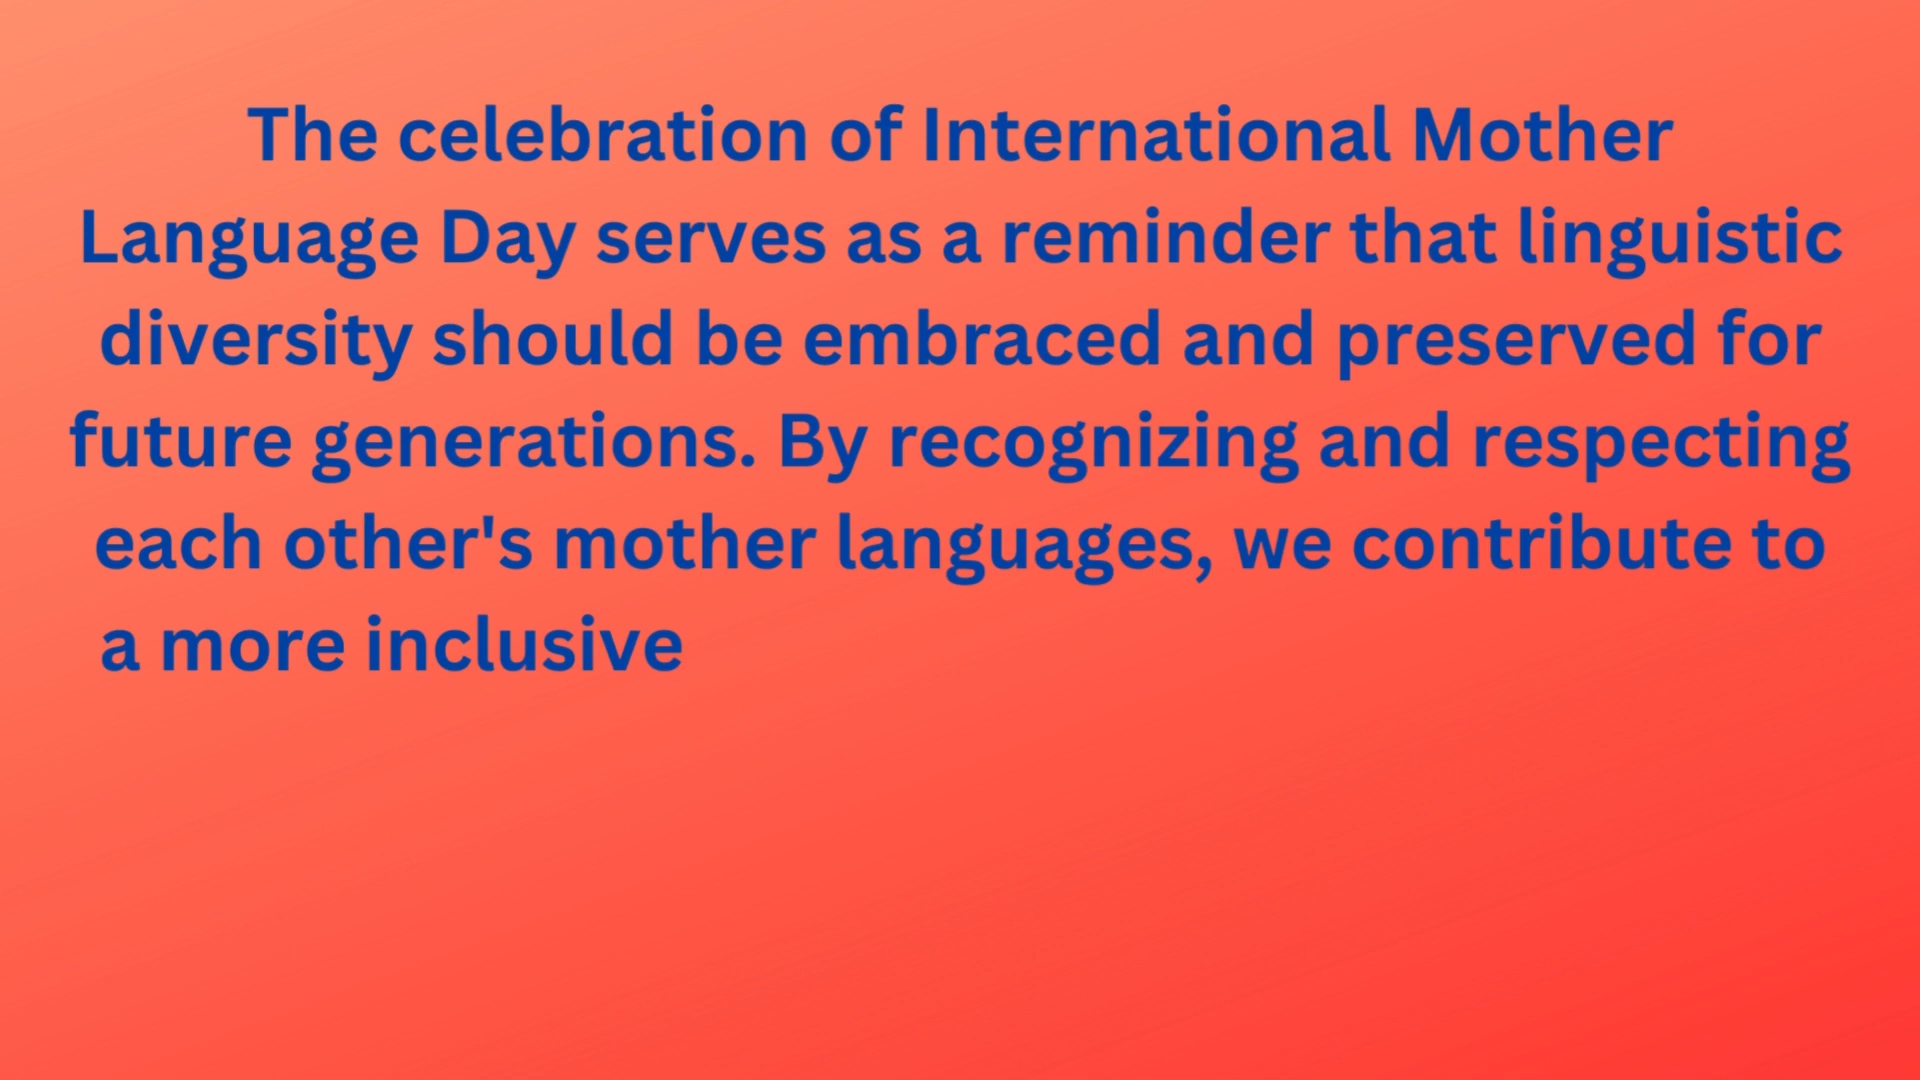 The celebration of International Mother
Language Day serves as a reminder that linguistic
diversity should be embraced and preserved for
future generations. By recognizing and respecting
each other's mother languages, we contribute to
a more inclusive